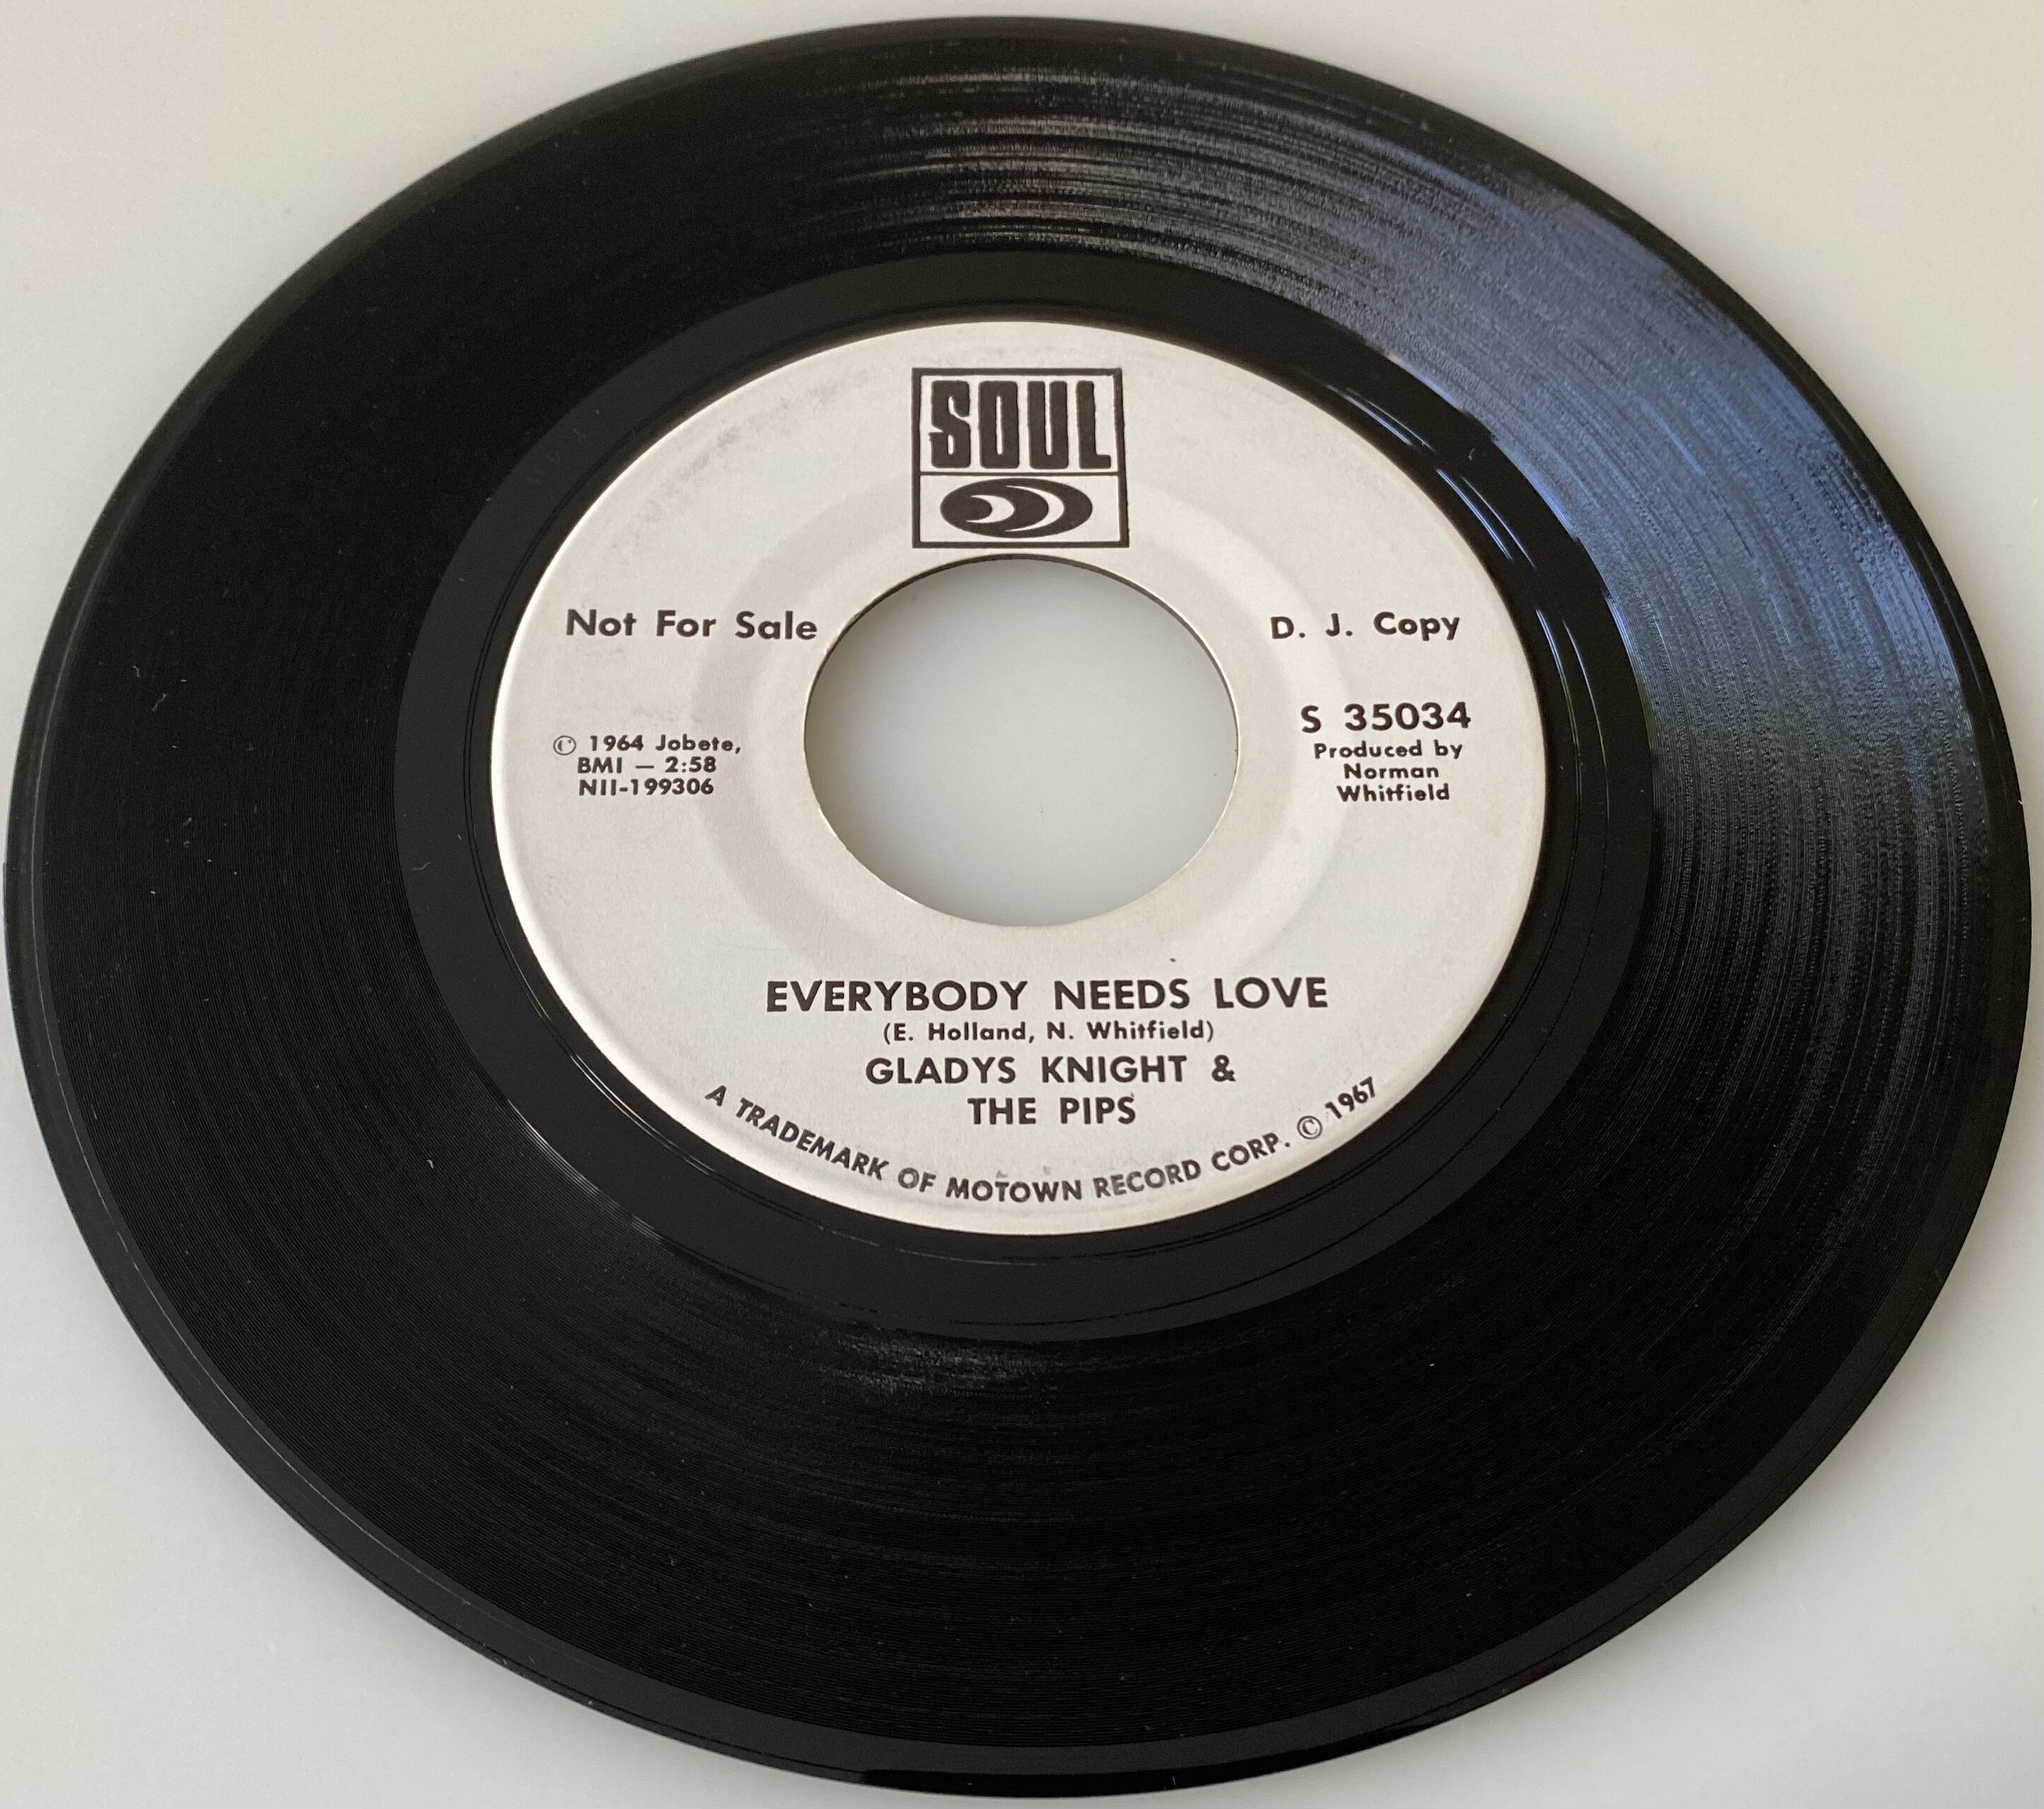 SOUL
Not For Sale
D. J. Copy
© 1964 Jobete,
BMI — 2:58
NII-199306
S 35034
Produced by
Norman
Whitfield
EVERYBODY NEEDS LOVE
(E. Holland, N. Whitfield)
GLADYS KNIGHT &
THE PIPS
A TRADEMARK OF MOTOWN RECORD CORP. © 1967